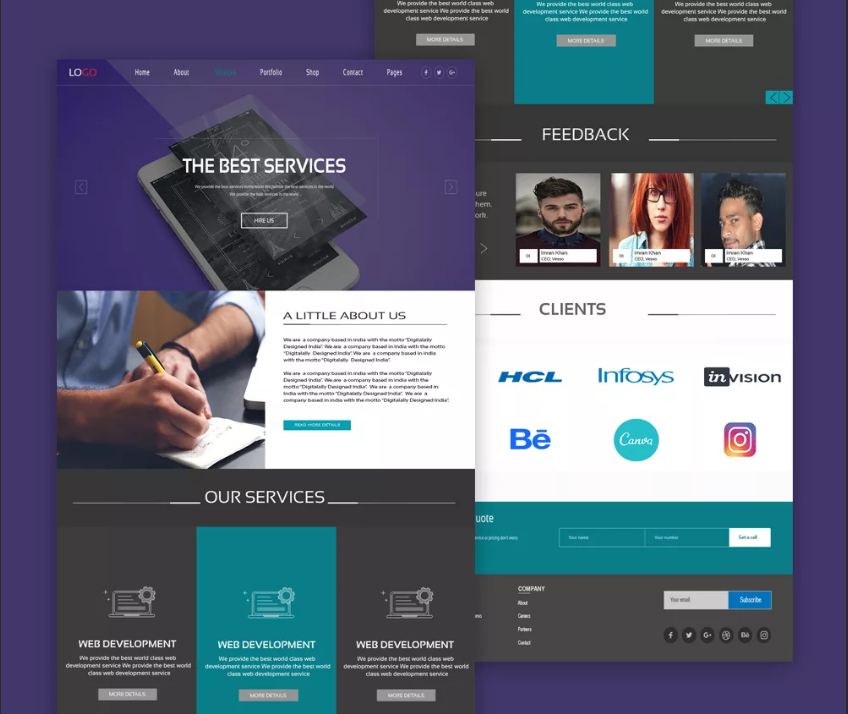 LOGO
Home About Portfolio Shop Contact Pages
THE BEST SERVICES
We provide the best services in the world
HIRE US
A LITTLE ABOUT US
We are a company based in india with the motto "Digitalally
Designed India". We are a company based in india with the motto
"Digitalally Designed India". We are a company based in india
with the motto "Digitalally Designed India".
We are a company based in india with the motto "Digitalally
Designed India". We are a company based in india with the
motto "Digitalally Designed India". We are a company based in
India with the motto "Digitalally Designed India". We are a
company based in india with the motto "Digitalally Designed India".
READ MORE DETAILS
OUR SERVICES
WEB DEVELOPMENT
We provide the best world class web
development service We provide the best world
class web development service
MORE DETAILS
WEB DEVELOPMENT
We provide the best world class web
development service We provide the best world
class web development service
MORE DETAILS
WEB DEVELOPMENT
We provide the best world class web
development service We provide the best world
class web development service
MORE DETAILS
We provide the best world class web
development service We provide the best world
class web development service
MORE DETAILS
We provide the best world class web
development service We provide the best world
class web development service
MORE DETAILS
We provide the best world class web
development service We provide the best world
class web development service
MORE DETAILS
FEEDBACK
ure
hem.
ork.
Imran Khan
CEO, Verseo
Imran Khan
CEO, Verseo
Imran Khan
CEO, Verseo
CLIENTS
HCL Infosys invision
Bē Canva
uote
Your name Your number Get a call
COMPANY
About
Careers
Partners
Contact
Your email Subscribe